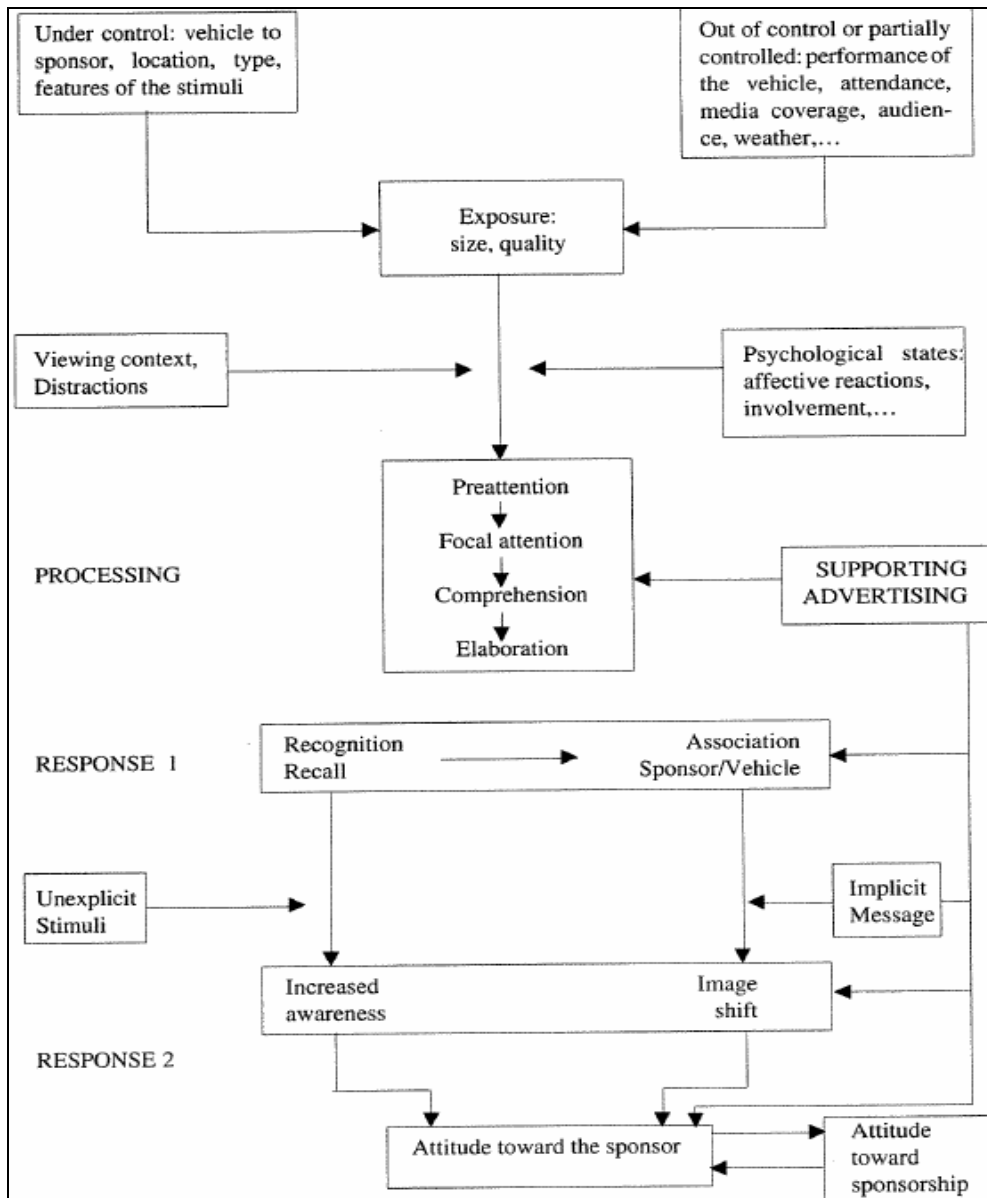 Under control: vehicle to
sponsor, location, type,
features of the stimuli
Out of control or partially
controlled: performance of
the vehicle, attendance,
media coverage, audien-
ce, weather,...
Exposure:
size, quality
Viewing context,
Distractions
Psychological states:
affective reactions,
involvement,...
Preattention
Focal attention
PROCESSING
Comprehension
Elaboration
SUPPORTING
ADVERTISING
RESPONSE 1
Recognition
Recall
Association
Sponsor/Vehicle
Unexplicit
Stimuli
Implicit
Message
Increased
awareness
Image
shift
RESPONSE 2
Attitude toward the sponsor
Attitude
toward
sponsorship